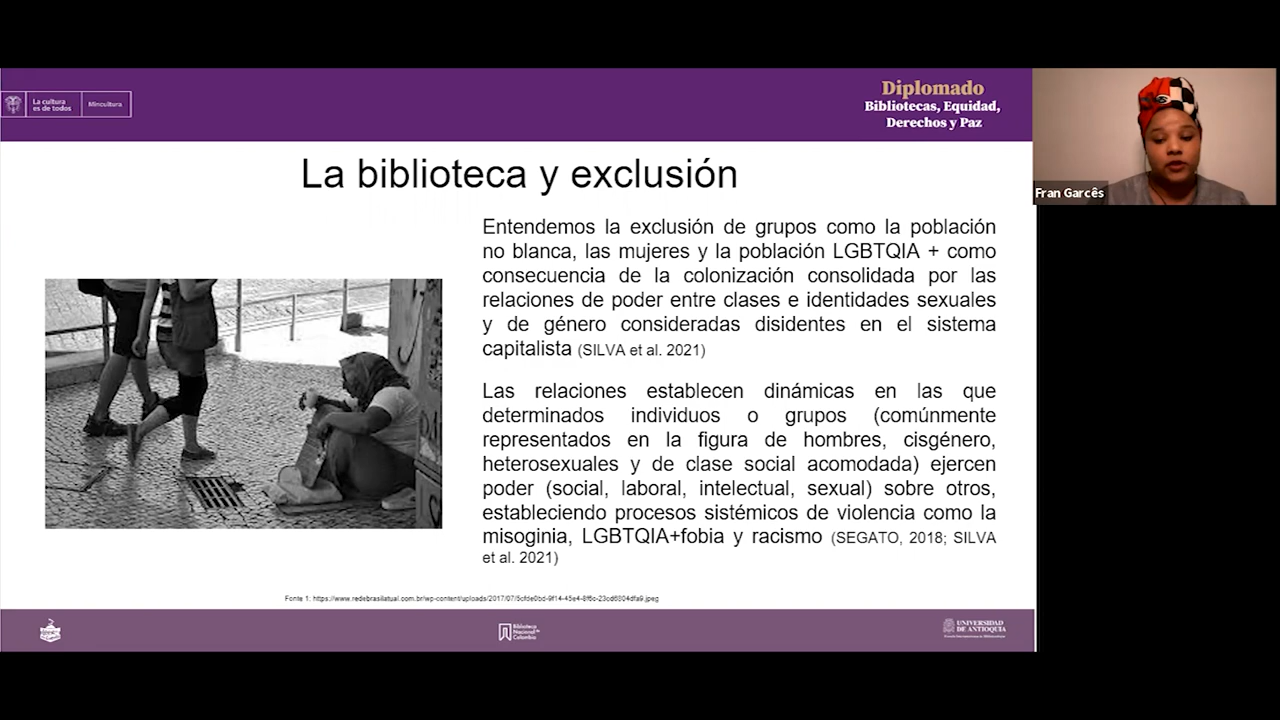 La cultura
es de todos
Mincultura
Diplomado
Bibliotecas, Equidad,
Derechos y Paz
Fran Garcês
La biblioteca y exclusión
Entendemos la exclusión de grupos como la población
no blanca, las mujeres y la población LGBTQIA + como
consecuencia de la colonización consolidada por las
relaciones de poder entre clases e identidades sexuales
y de género consideradas disidentes en el sistema
capitalista (SILVA et al. 2021)
Las relaciones establecen dinámicas en las que
determinados individuos o grupos (comúnmente
representados en la figura de hombres, cisgénero,
heterosexuales y de clase social acomodada) ejercen
poder (social, laboral, intelectual, sexual) sobre otros,
estableciendo procesos sistémicos de violencia como la
misoginia, LGBTQIA+fobia y racismo (SEGATO, 2018; SILVA
et al. 2021)
Fonte 1:
Biblioteca
Nacional de
Colombia
UNIVERSIDAD
DE ANTIOQUIA